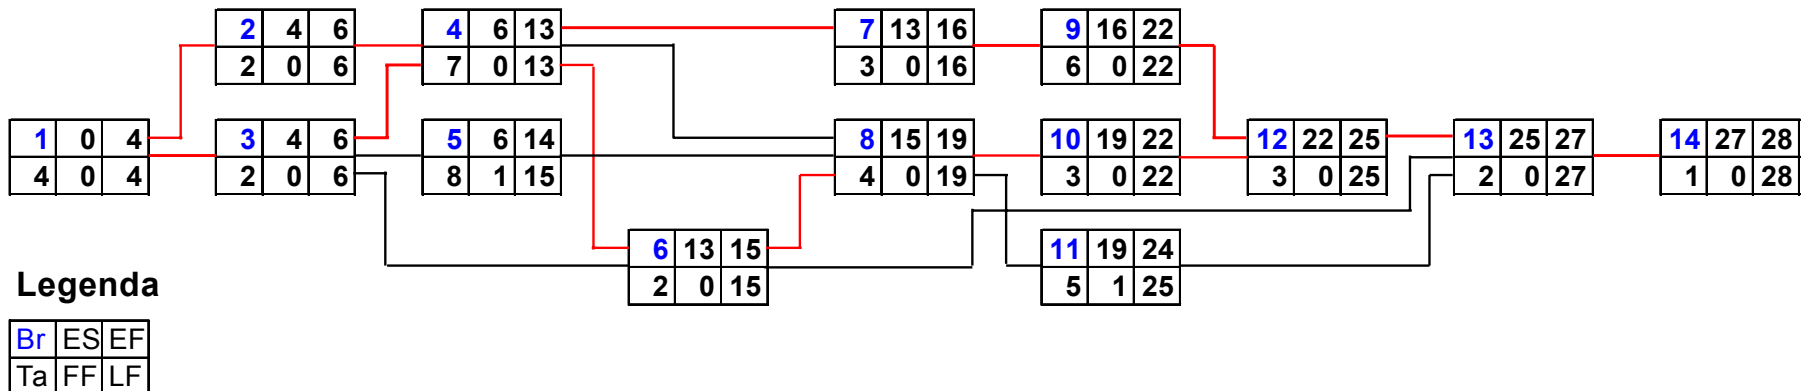 2 4 6 4 6 13 7 13 16 9 16 22
2 0 6 7 0 13 3 0 16 6 0 22
1 0 4 3 4 6 5 6 14 8 15 19 10 19 22 12 22 25 13 25 27 14 27 28
4 0 4 2 0 6 8 1 15 4 0 19 3 0 22 3 0 25 2 0 27 1 0 28
6 13 15 11 19 24
2 0 15 5 1 25
Legenda
Br ES EF
Ta FF LF